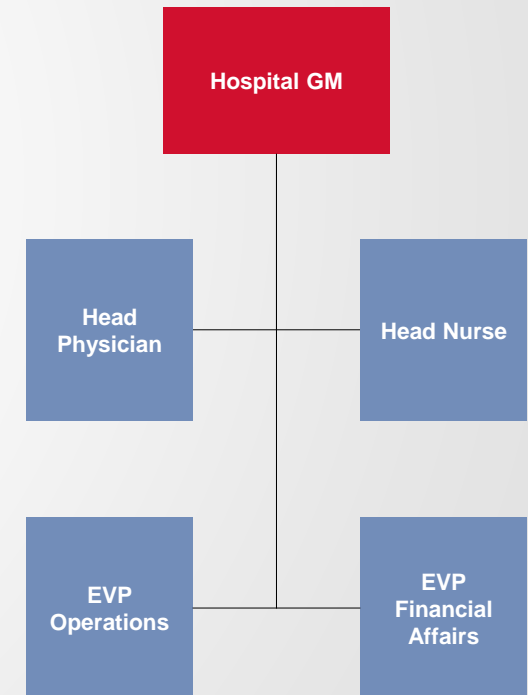 Hospital GM
Head
Physician
Head Nurse
EVP
Operations
EVP
Financial
Affairs